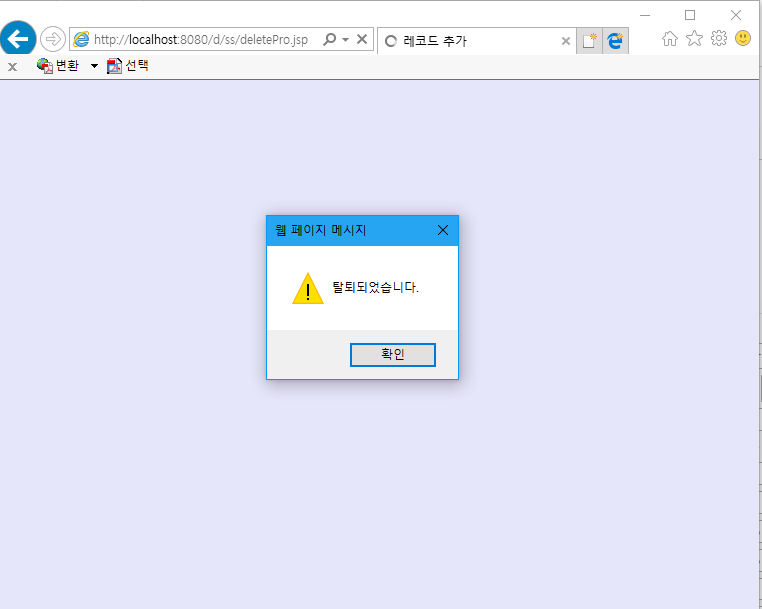 http://localhost:8080/d/ss/deletePro.jsp
레코드 추가
변환
선택
웹 페이지 메시지
탈퇴되었습니다.
확인